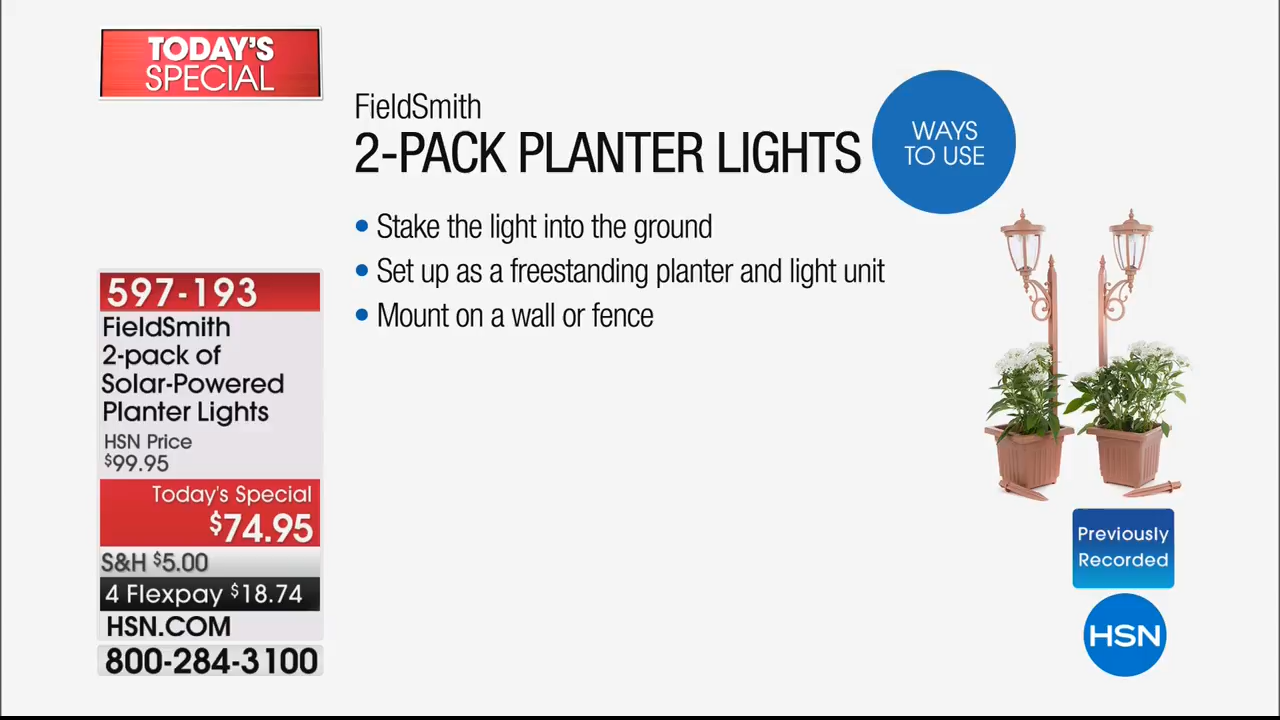 TODAY'S
SPECIAL
FieldSmith
2-PACK PLANTER LIGHTS
WAYS
TO USE
• Stake the light into the ground
• Set up as a freestanding planter and light unit
• Mount on a wall or fence
597-193
FieldSmith
2-pack of
Solar-Powered
Planter Lights
HSN Price
$99.95
Today's Special
$74.95
S&H $5.00
4 Flexpay $18.74
HSN.COM
800-284-3100
Previously
Recorded
HSN